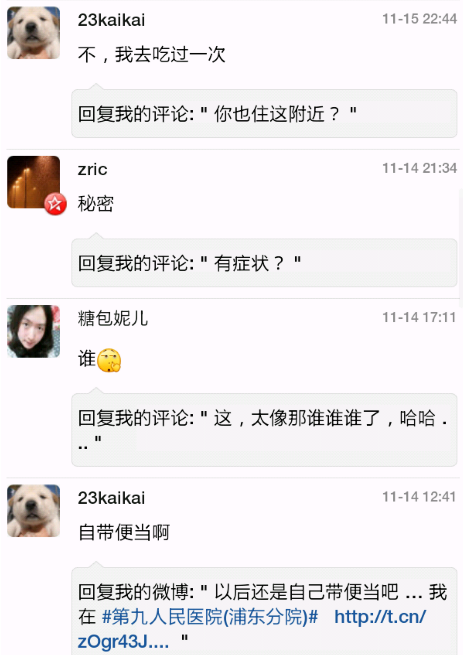 23kaikai 11-15 22:44
不，我去吃过一次
回复我的评论: " 你也住这附近？ "
zric 11-14 21:34
秘密
回复我的评论: " 有症状？ "
糖包妮儿 11-14 17:11
谁
回复我的评论: " 这，太像那谁谁谁了，哈哈 .
.. "
23kaikai 11-14 12:41
自带便当啊
回复我的微博: " 以后还是自己带便当吧 ... 我
在 #第九人民医院(浦东分院)# http://t.cn/
zOgr43J.... "